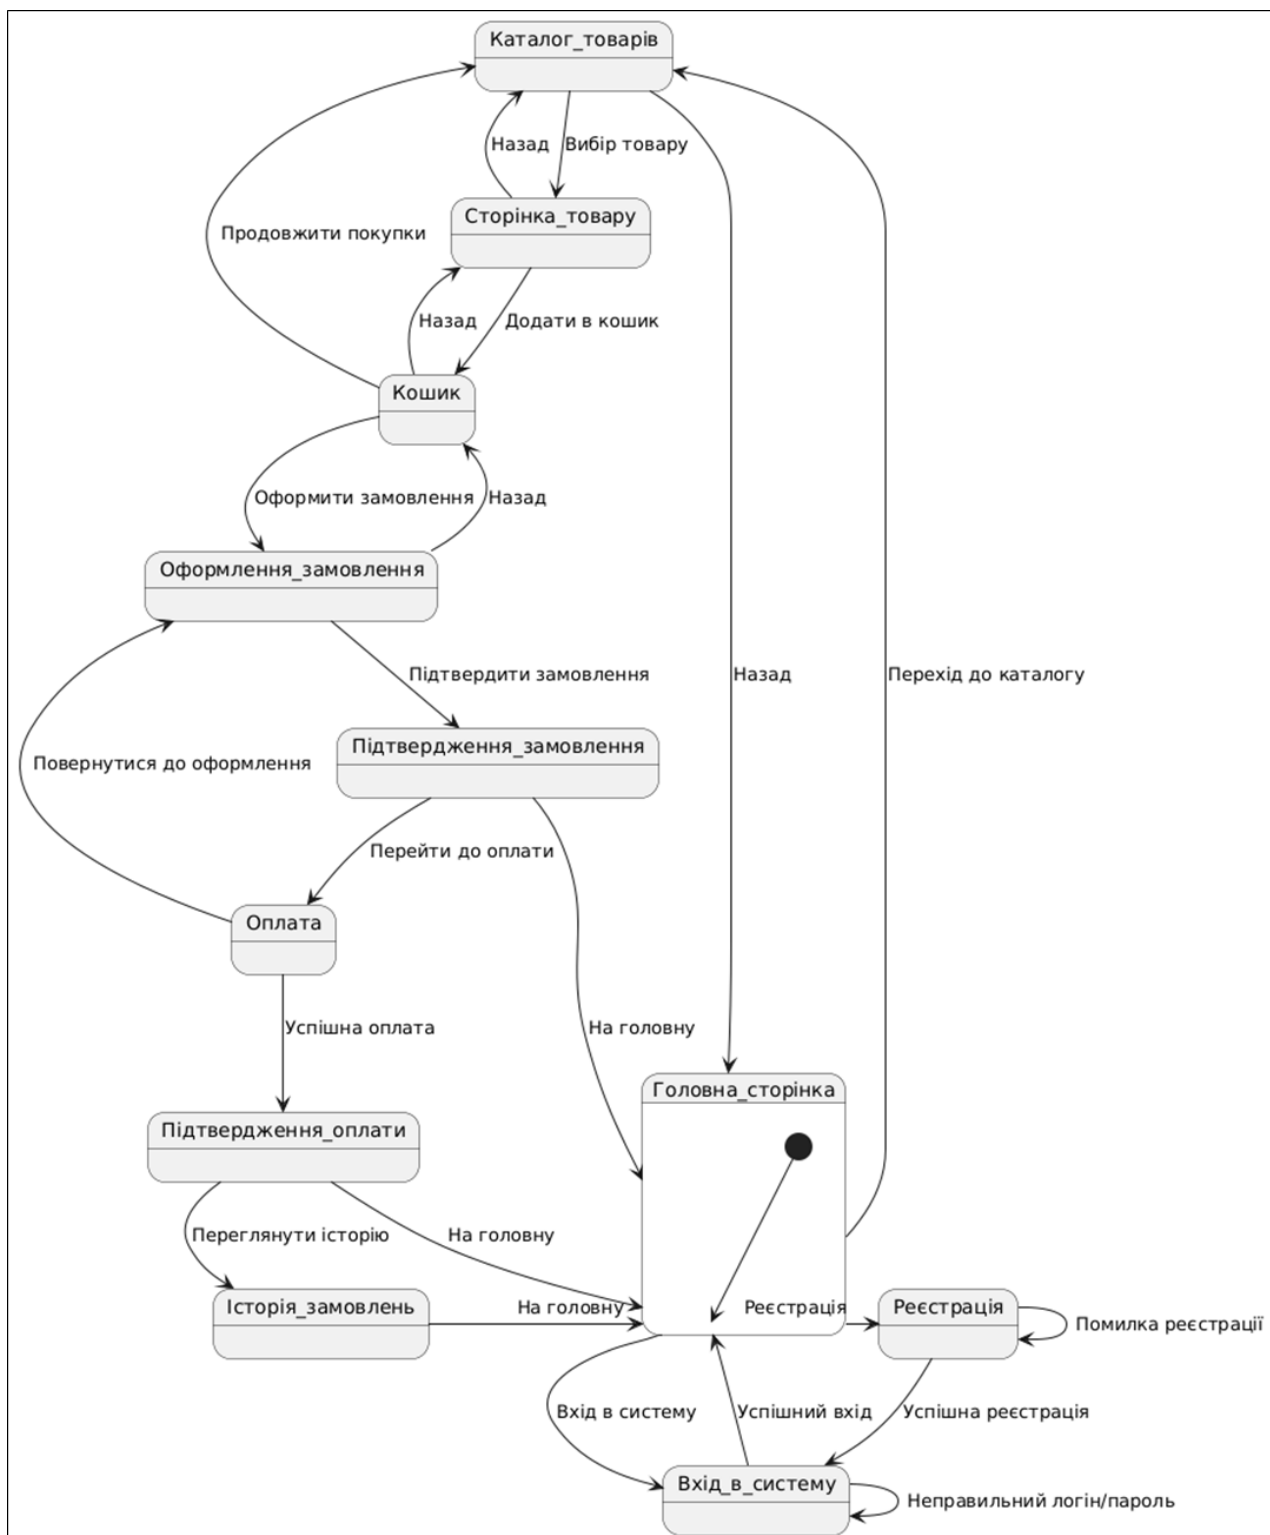 Каталог_товарів
Назад
Вибір товару
Сторінка_товару
Продовжити покупки
Назад
Додати в кошик
Кошик
Оформити замовлення
Назад
Оформлення_замовлення
Підтвердити замовлення
Назад
Перехід до каталогу
Підтвердження_замовлення
Повернутися до оформлення
Перейти до оплати
Оплата
Успішна оплата
На головну
Головна_сторінка
Підтвердження_оплати
Переглянути історію
На головну
Історія_замовлень
На головну
Реєстрація
Реєстрація
Помилка реєстрації
Вхід в систему
Успішний вхід
Успішна реєстрація
Вхід_в_систему
Неправильний логін/пароль